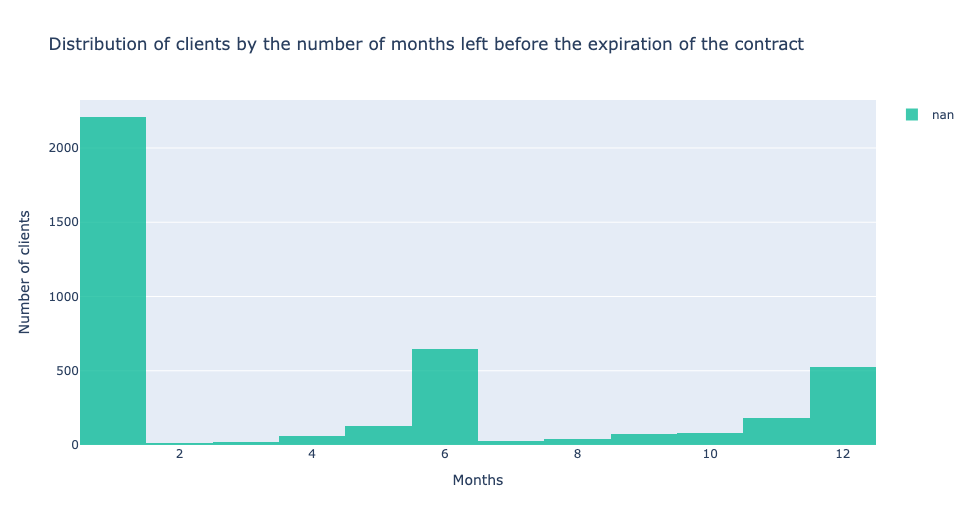 Distribution of clients by the number of months left before the expiration of the contract
nan
2000
1500
1000
500
0
Number of clients
2
4
6
8
10
12
Months